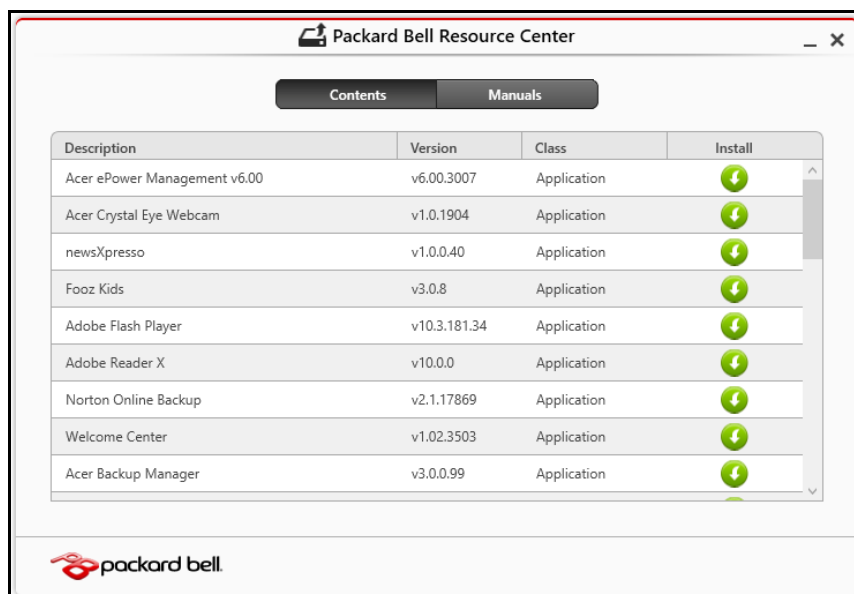 Packard Bell Resource Center
Contents Manuals
Description Version Class Install
Acer ePower Management v6.00 v6.00.3007 Application
Acer Crystal Eye Webcam v1.0.1904 Application
newsXpresso v1.0.0.40 Application
Fooz Kids v3.0.8 Application
Adobe Flash Player v10.3.181.34 Application
Adobe Reader X v10.0.0 Application
Norton Online Backup v2.1.17869 Application
Welcome Center v1.02.3503 Application
Acer Backup Manager v3.0.0.99 Application
packard bell.